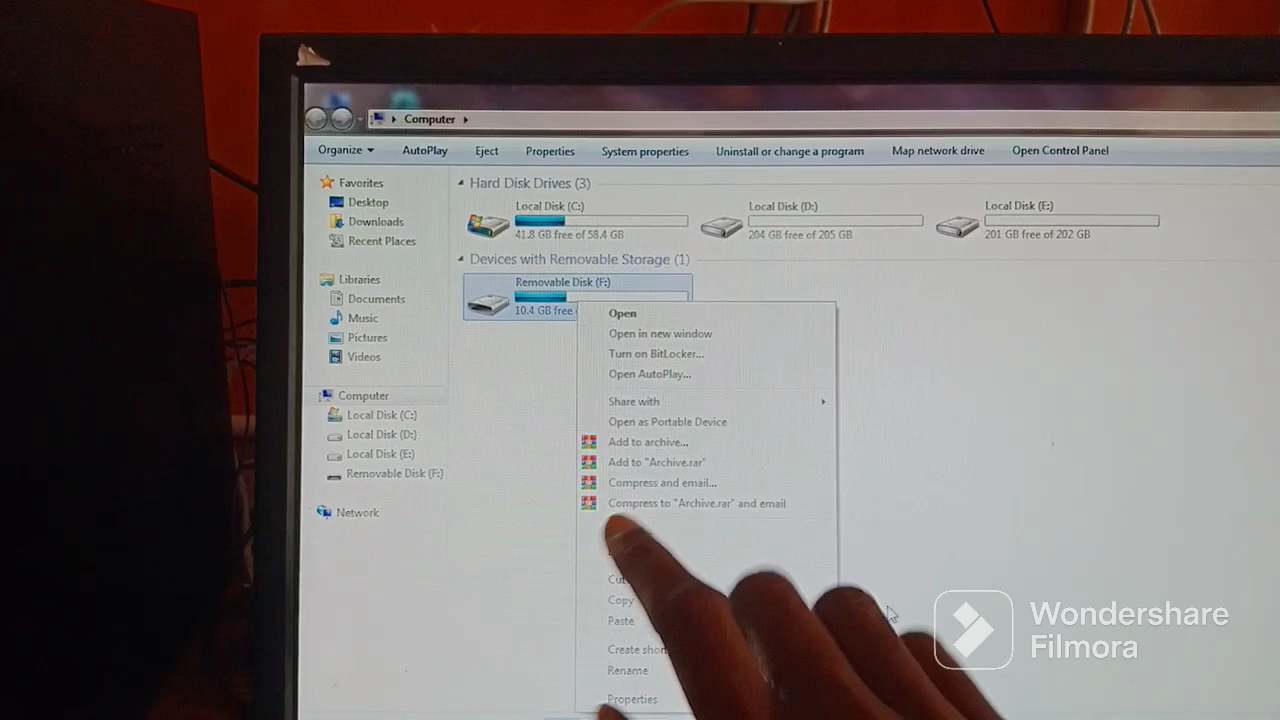 Computer
Organize AutoPlay Eject Properties System properties Uninstall or change a program Map network drive Open Control Panel
Favorites
Desktop
Downloads
Recent Places
Libraries
Documents
Music
Pictures
Videos
Computer
Local Disk (C:)
Local Disk (D:)
Local Disk (E:)
Removable Disk (F:)
Network
Hard Disk Drives (3)
Local Disk (C:)
41.8 GB free of 58.4 GB
Local Disk (D:)
204 GB free of 205 GB
Local Disk (E:)
201 GB free of 202 GB
Devices with Removable Storage (1)
Removable Disk (F:)
10.4 GB free
Open
Open in new window
Turn on BitLocker...
Open AutoPlay...
Share with
Open as Portable Device
Add to archive...
Add to "Archive.rar"
Compress and email...
Compress to "Archive.rar" and email
Cut
Copy
Paste
Create
Rename
Properties
Wondershare
Filmora